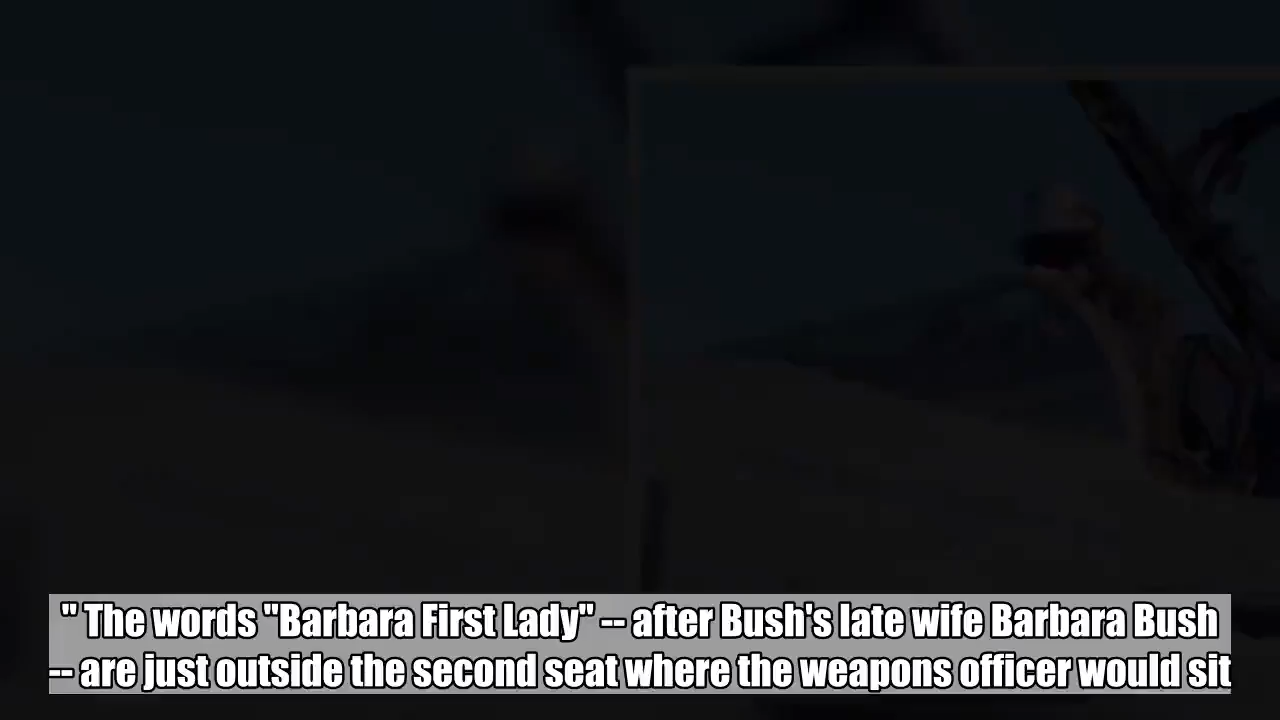 " The words "Barbara First Lady" -- after Bush's late wife Barbara Bush
-- are just outside the second seat where the weapons officer would sit